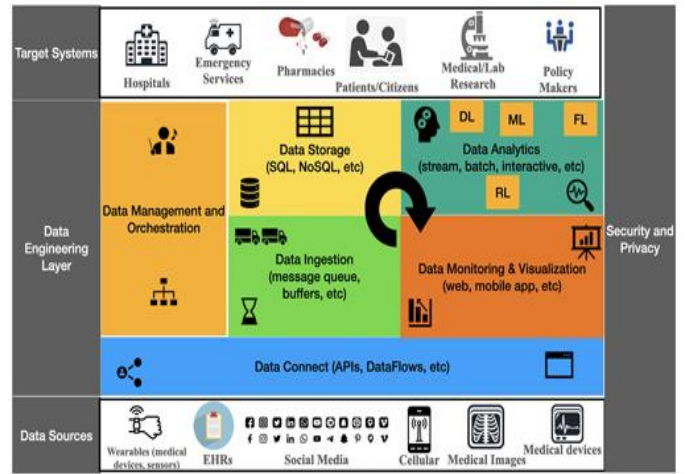 Target Systems
Hospitals
Emergency
Services
Pharmacies
Patients/Citizens
Medical/Lab
Research
Policy
Makers
Data
Engineering
Layer
Data Management and
Orchestration
Data Storage
(SQL, NoSQL, etc)
DL
ML
FL
Data Analytics
(stream, batch, interactive, etc)
RL
Data Ingestion
(message queue,
buffers, etc)
Data Monitoring & Visualization
(web, mobile app, etc)
Data Connect (APIs, DataFlows, etc)
Security and
Privacy
Data Sources
Wearables (medical
devices, sensors)
EHRs
Social Media
Cellular
Medical Images
Medical devices